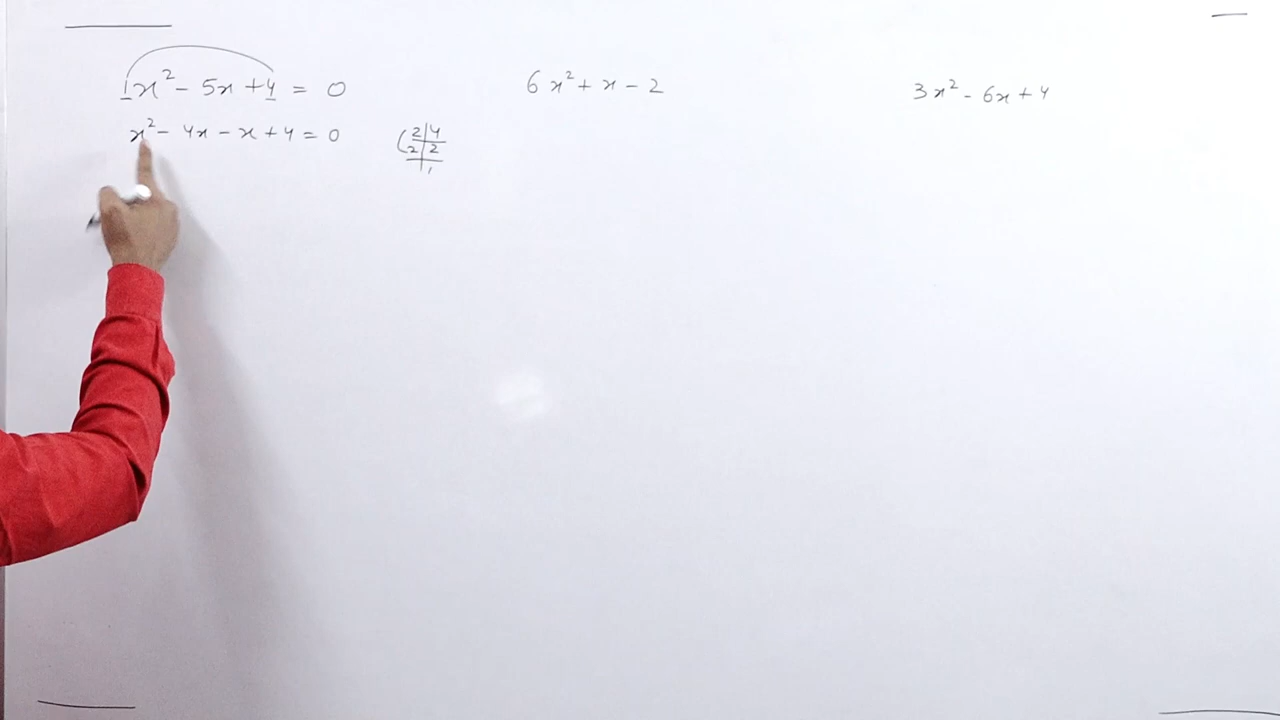 1x² - 5x + 4 = 0
x² - 4x - x + 4 = 0
2 | 4
2 | 2
| 1
6x² + x - 2
3x² - 6x + 4